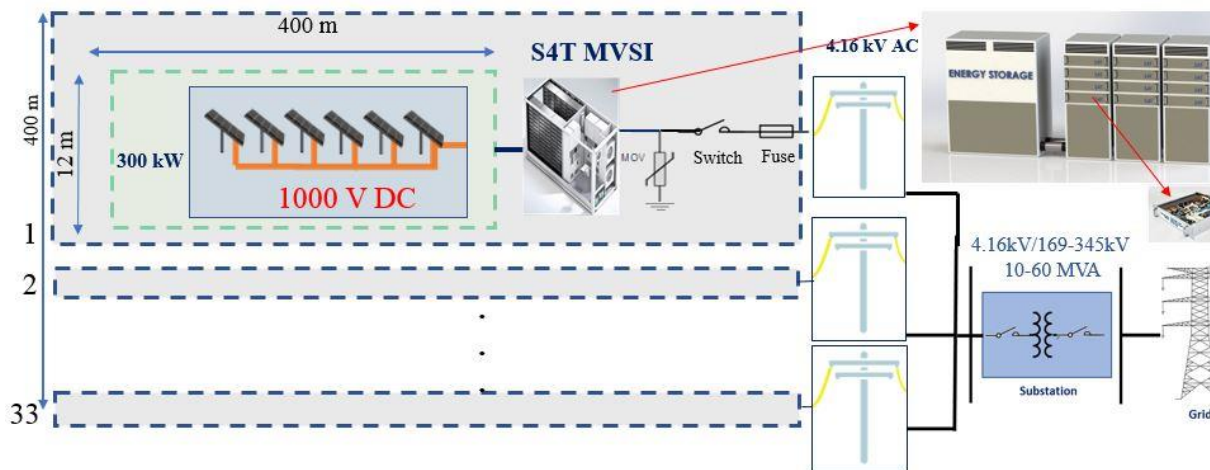 400 m
S4T MVSI
4.16 kV AC
ENERGY STORAGE
400 m
12 m
300 kW
1000 V DC
MOV
Switch
Fuse
1
2
33
4.16kV/169-345kV
10-60 MVA
Substation
Grid